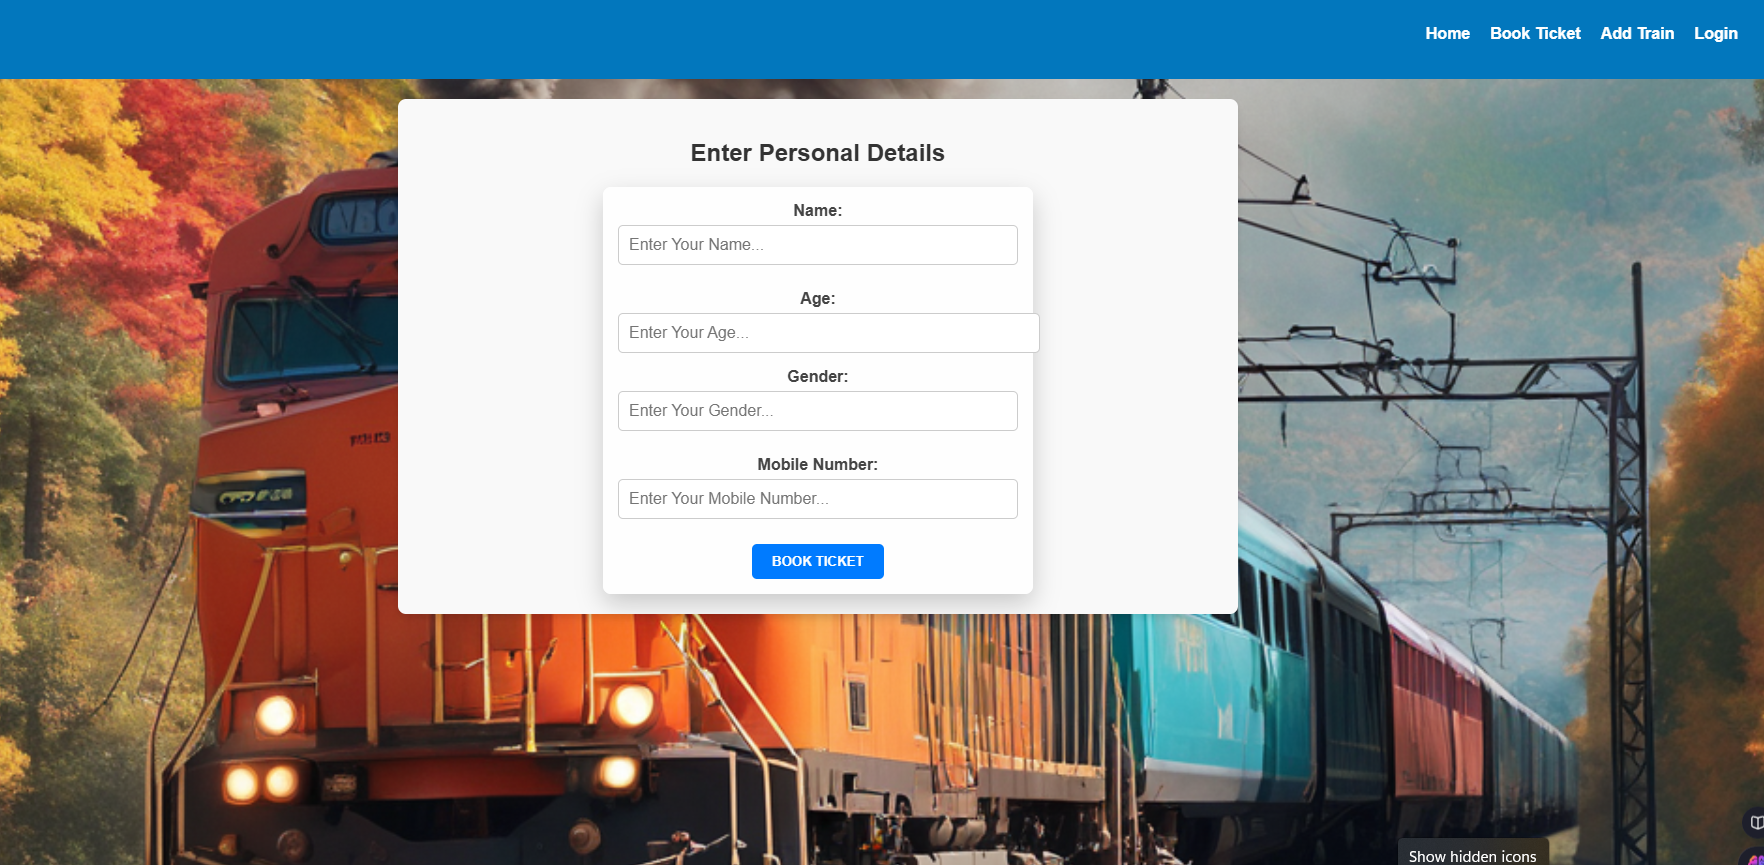 Home Book Ticket Add Train Login
Enter Personal Details
Name:
Enter Your Name...
Age:
Enter Your Age...
Gender:
Enter Your Gender...
Mobile Number:
Enter Your Mobile Number...
BOOK TICKET
Show hidden icons